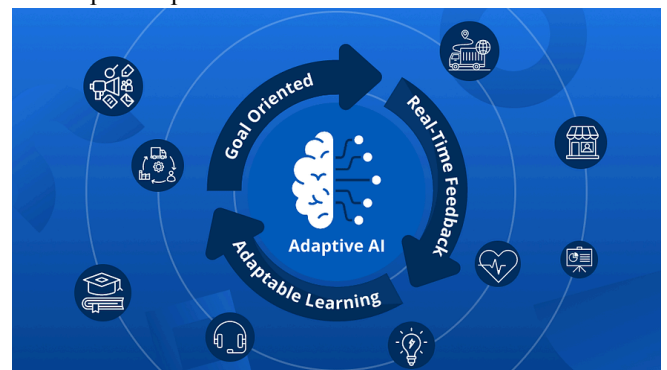 Goal Oriented
Real-Time Feedback
Adaptable Learning
Adaptive AI